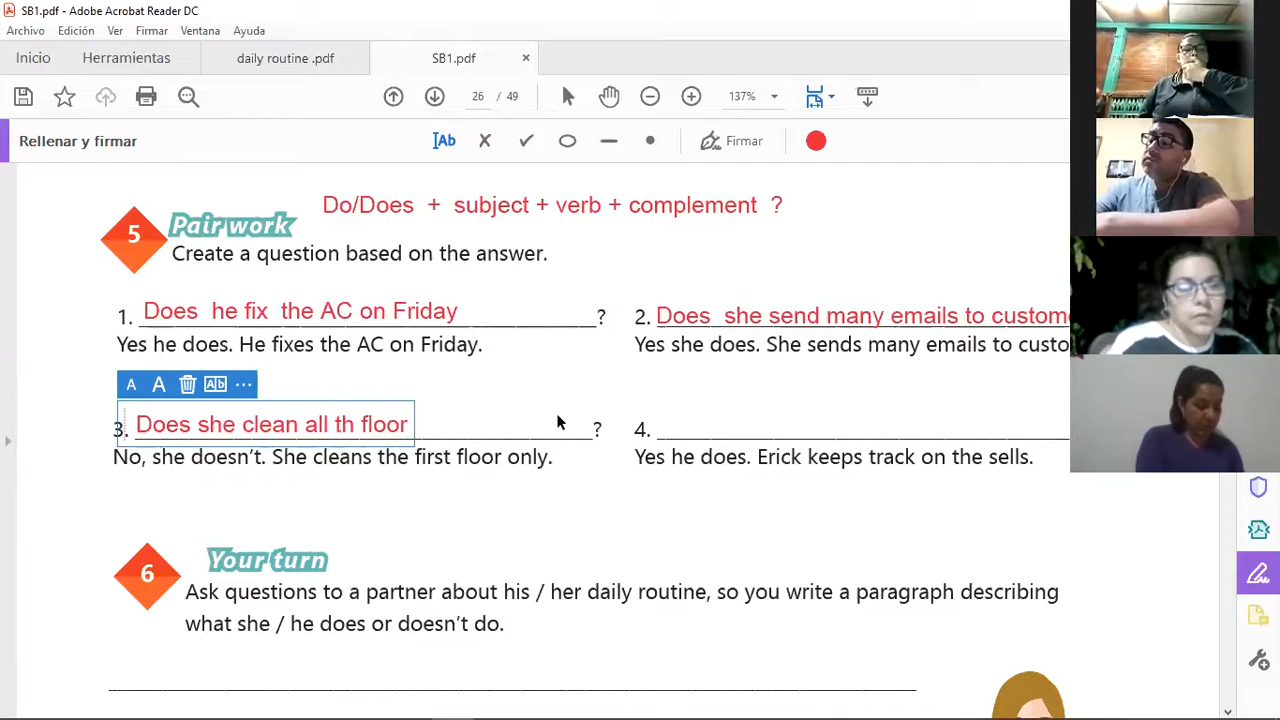 SB1.pdf - Adobe Acrobat Reader DC
Archivo Edición Ver Firmar Ventana Ayuda
Inicio Herramientas daily routine .pdf SB1.pdf ×
26 / 49 137%
Rellenar y firmar Ab Firmar
Do/Does + subject + verb + complement ?
5 Pair work
Create a question based on the answer.
1. Does he fix the AC on Friday ? 2. Does she send many emails to custome
Yes he does. He fixes the AC on Friday. Yes she does. She sends many emails to custo
A A Ab ...
3. Does she clean all th floor ? 4.
No, she doesn't. She cleans the first floor only. Yes he does. Erick keeps track on the sells.
6 Your turn
Ask questions to a partner about his / her daily routine, so you write a paragraph describing
what she / he does or doesn't do.